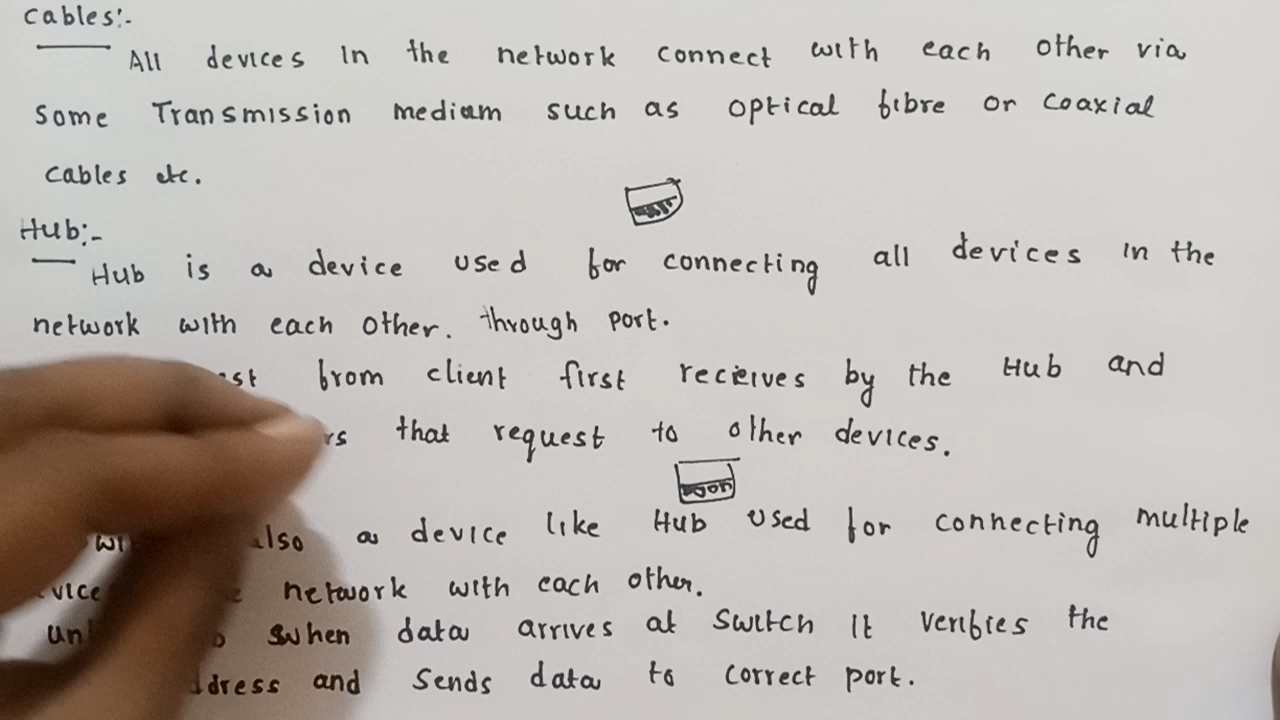 Cables:-
All devices in the network connect with each other via
some Transmission medium such as optical fibre or coaxial
cables etc.
Hub:-
Hub is a device used for connecting all devices in the
network with each other. through port.
from client first receives by the Hub and
that request to other devices.
also a device like Hub used for connecting multiple
network with each other.
when data arrives at switch it verifies the
and sends data to correct port.